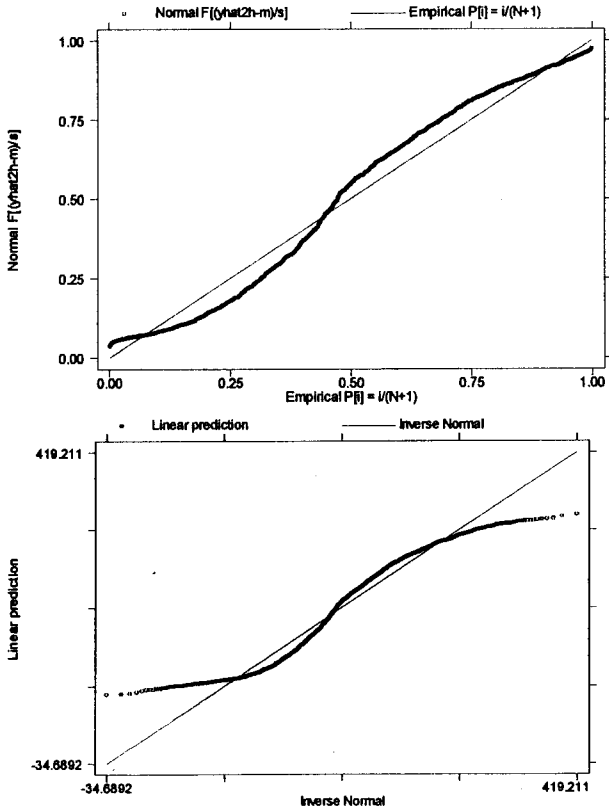 Normal F[(yhat2h-m)/s] Empirical P[i] = i/(N+1)
1.00
0.75
0.50
0.25
0.00
Normal F[(yhat2h-m)/s]
0.00 0.25 0.50 0.75 1.00
Empirical P[i] = i/(N+1)
Linear prediction Inverse Normal
419.211
Linear prediction
-34.6892
-34.6892 419.211
Inverse Normal